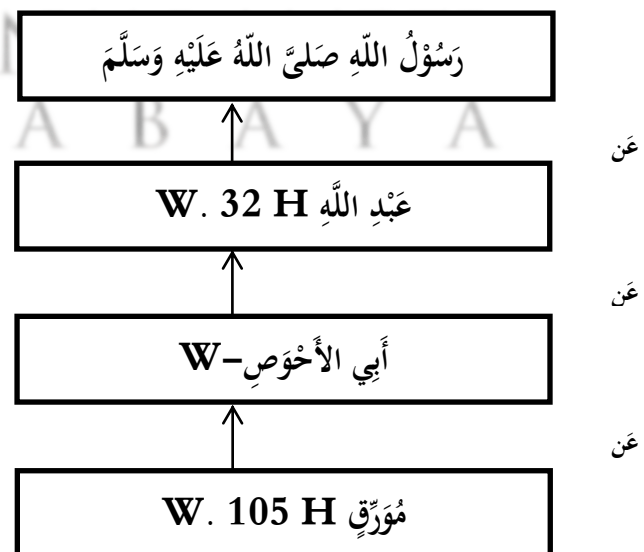 رَسُوْلُ اللّهِ صَلىَّ اللّهُ عَلَيْهِ وَسَلَّمَ
A B A Y A
عَن
عَبْدِ اللَّهِ W. 32 H
عَن
أَبِي الأَحْوَصِ–W
عَن
مُوَرِّقٍ W. 105 H